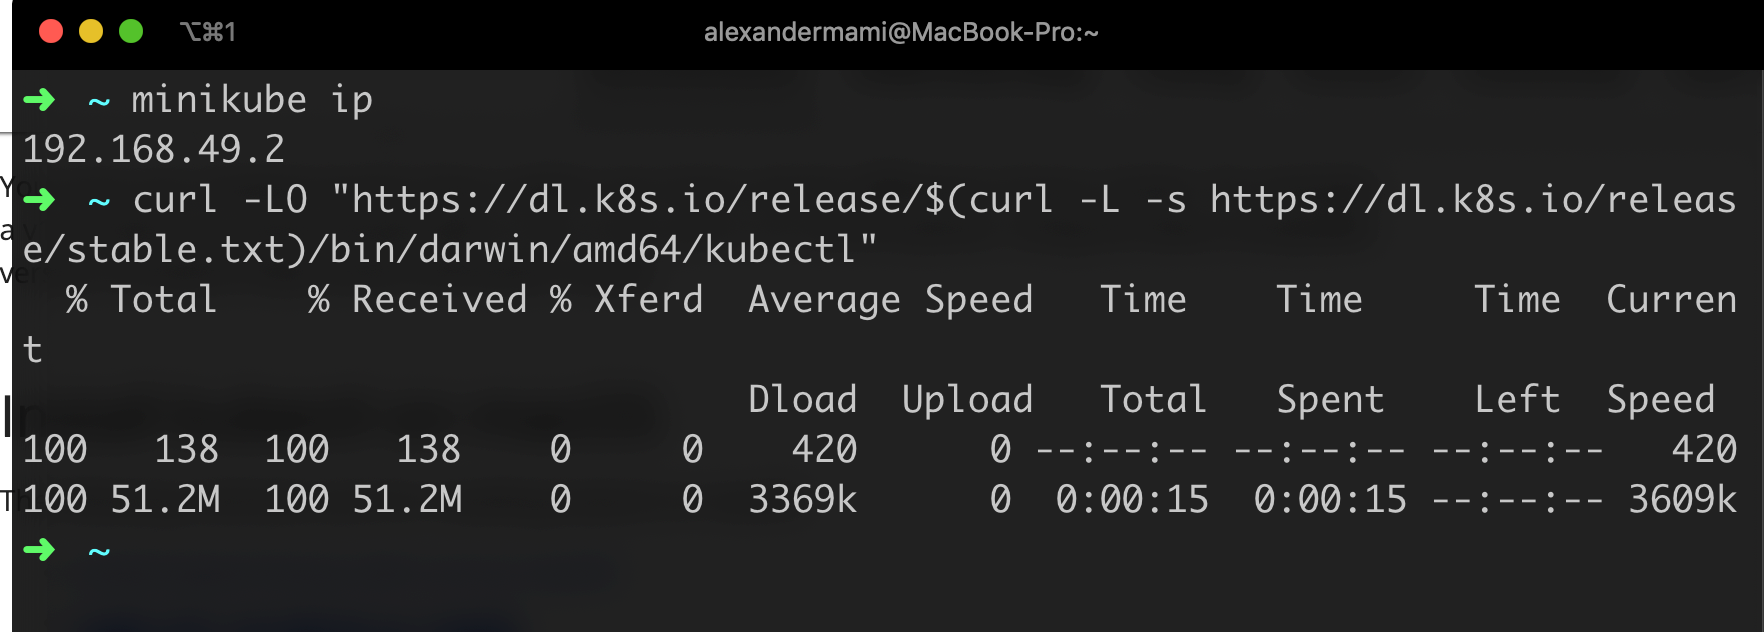 ⌥⌘1
alexandermami@MacBook-Pro:~
➜ ~ minikube ip
192.168.49.2
➜ ~ curl -LO "https://dl.k8s.io/release/$(curl -L -s https://dl.k8s.io/releas
e/stable.txt)/bin/darwin/amd64/kubectl"
% Total % Received % Xferd Average Speed Time Time Time Curren
t
Dload Upload Total Spent Left Speed
100 138 100 138 0 0 420 0 --:--:-- --:--:-- --:--:-- 420
100 51.2M 100 51.2M 0 0 3369k 0 0:00:15 0:00:15 --:--:-- 3609k
➜ ~